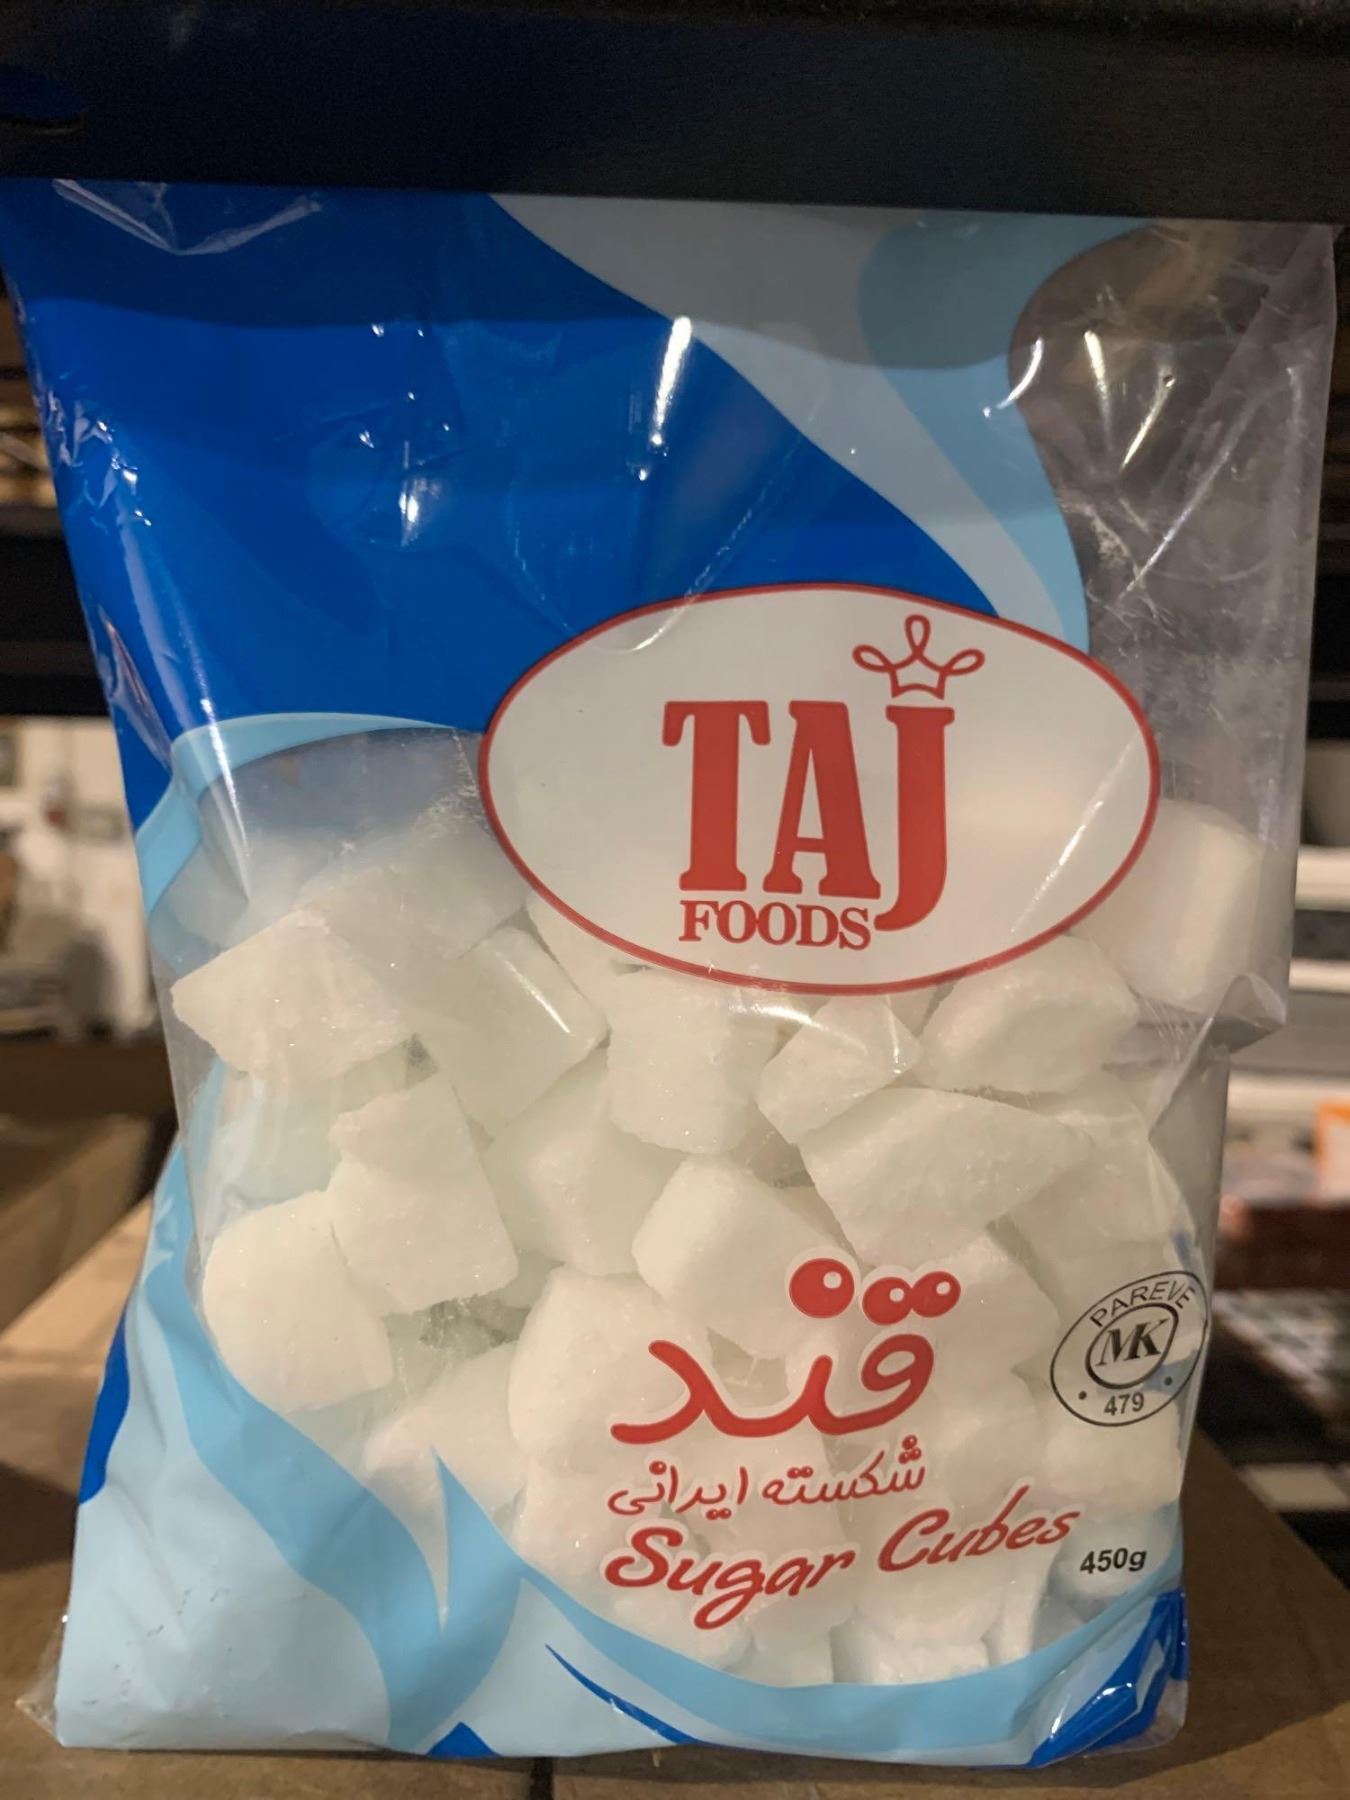 TAJ
FOODS
قند
شکسته ایرانی
Sugar Cubes
450g
PAREVE
MK
• 479 •